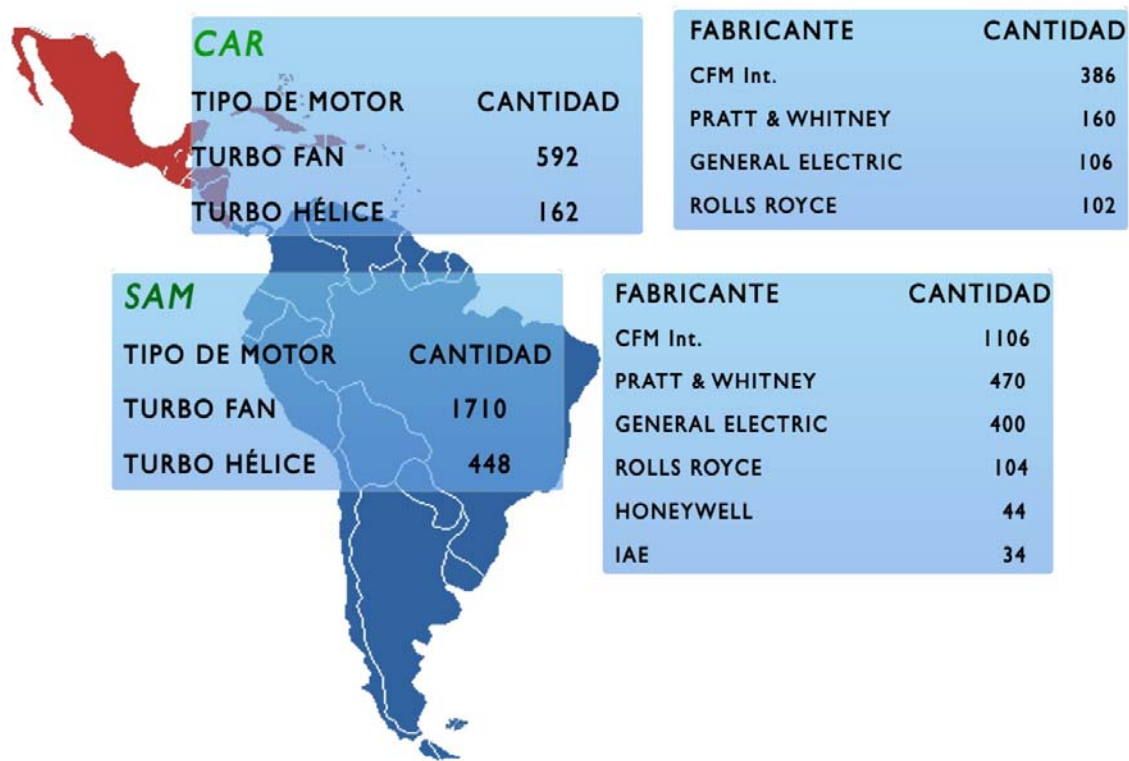 CAR
TIPO DE MOTOR CANTIDAD
TURBO FAN 592
TURBO HÉLICE 162
FABRICANTE CANTIDAD
CFM Int. 386
PRATT & WHITNEY 160
GENERAL ELECTRIC 106
ROLLS ROYCE 102
SAM
TIPO DE MOTOR CANTIDAD
TURBO FAN 1710
TURBO HÉLICE 448
FABRICANTE CANTIDAD
CFM Int. 1106
PRATT & WHITNEY 470
GENERAL ELECTRIC 400
ROLLS ROYCE 104
HONEYWELL 44
IAE 34